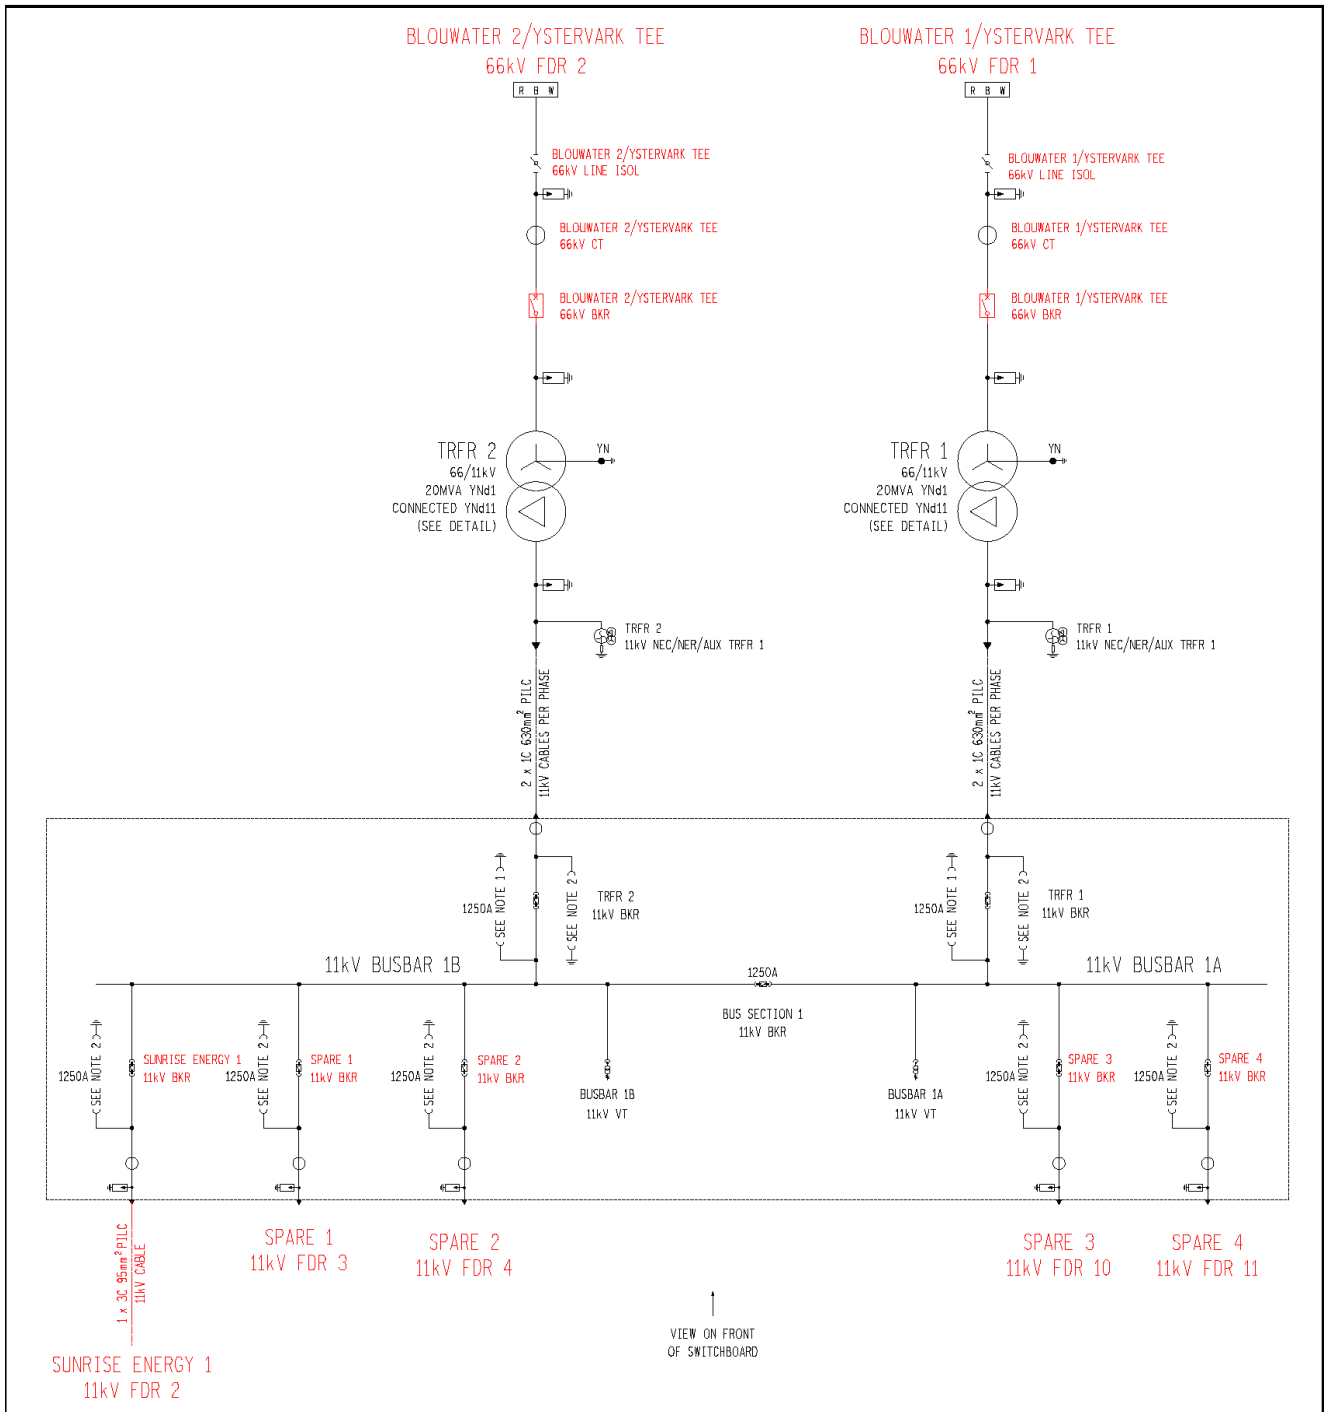 BLOUWATER 2/YSTERVARK TEE
66kV FDR 2
R B W
BLOUWATER 2/YSTERVARK TEE
66kV LINE ISOL
BLOUWATER 2/YSTERVARK TEE
66kV CT
BLOUWATER 2/YSTERVARK TEE
66kV BKR
TRFR 2
66/11kV
20MVA YNd1
CONNECTED YNd11
(SEE DETAIL)
YN
TRFR 2
11kV NEC/NER/AUX TRFR 1
2 x 1C 630mm² PILC
11kV CABLES PER PHASE
BLOUWATER 1/YSTERVARK TEE
66kV FDR 1
R B W
BLOUWATER 1/YSTERVARK TEE
66kV LINE ISOL
BLOUWATER 1/YSTERVARK TEE
66kV CT
BLOUWATER 1/YSTERVARK TEE
66kV BKR
TRFR 1
66/11kV
20MVA YNd1
CONNECTED YNd11
(SEE DETAIL)
YN
TRFR 1
11kV NEC/NER/AUX TRFR 1
2 x 1C 630mm² PILC
11kV CABLES PER PHASE
1250A
(SEE NOTE 1)
(SEE NOTE 2)
TRFR 2
11kV BKR
1250A
(SEE NOTE 1)
(SEE NOTE 2)
TRFR 1
11kV BKR
11kV BUSBAR 1B
1250A
BUS SECTION 1
11kV BKR
11kV BUSBAR 1A
1250A
(SEE NOTE 2)
SUNRISE ENERGY 1
11kV BKR
1250A
(SEE NOTE 2)
SPARE 1
11kV BKR
1250A
(SEE NOTE 2)
SPARE 2
11kV BKR
BUSBAR 1B
11kV VT
BUSBAR 1A
11kV VT
1250A
(SEE NOTE 2)
SPARE 3
11kV BKR
1250A
(SEE NOTE 2)
SPARE 4
11kV BKR
1 x 3C 95mm² PILC
11kV CABLE
SUNRISE ENERGY 1
11kV FDR 2
SPARE 1
11kV FDR 3
SPARE 2
11kV FDR 4
SPARE 3
11kV FDR 10
SPARE 4
11kV FDR 11
VIEW ON FRONT
OF SWITCHBOARD